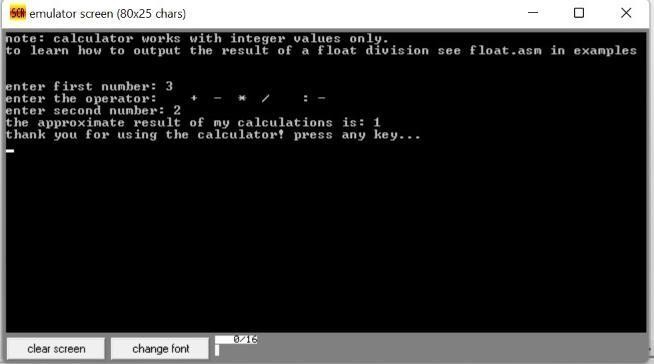 emulator screen (80x25 chars)
note: calculator works with integer values only.
to learn how to output the result of a float division see float.asm in examples
enter first number: 3
enter the operator:    +  -  *  /    : -
enter second number: 2
the approximate result of my calculations is: 1
thank you for using the calculator! press any key...
clear screen
change font
0/16